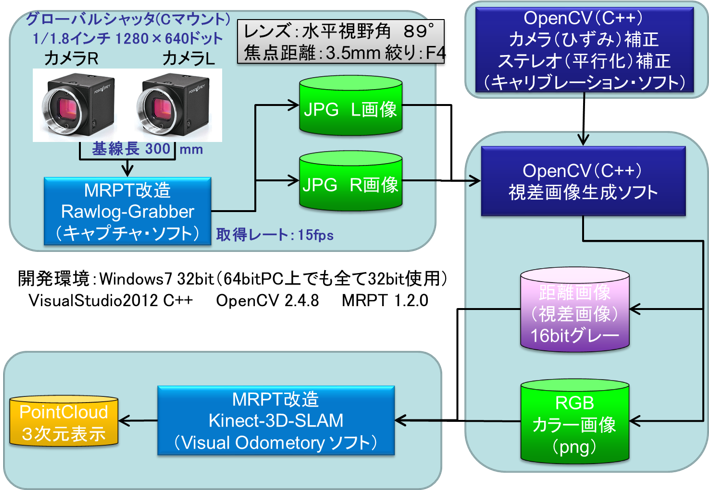 グローバルシャッタ(Cマウント)
1/1.8インチ 1280×640ドット
カメラR
カメラL
レンズ:水平視野角 89°
焦点距離:3.5mm 絞り:F4
基線長 300 mm
MRPT改造
Rawlog-Grabber
(キャプチャ・ソフト)
取得レート:15fps
JPG L画像
JPG R画像
OpenCV(C++)
カメラ(ひずみ)補正
ステレオ(平行化)補正
(キャリブレーション・ソフト)
OpenCV(C++)
視差画像生成ソフト
開発環境:Windows7 32bit(64bitPC上でも全て32bit使用)
VisualStudio2012 C++ OpenCV 2.4.8 MRPT 1.2.0
距離画像
(視差画像)
16bitグレー
RGB
カラー画像
(png)
MRPT改造
Kinect-3D-SLAM
(Visual Odometory ソフト)
PointCloud
3次元表示